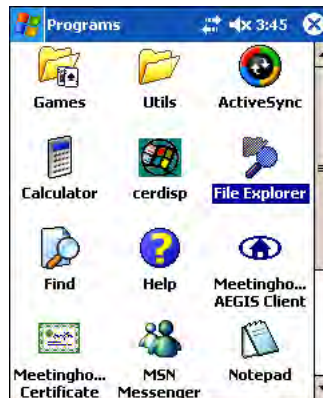 Programs 3:45
Games Utils ActiveSync
Calculator cerdisp File Explorer
Find Help Meetingho...
AEGIS Client
Meetingho... MSN Notepad
Certificate Messenger